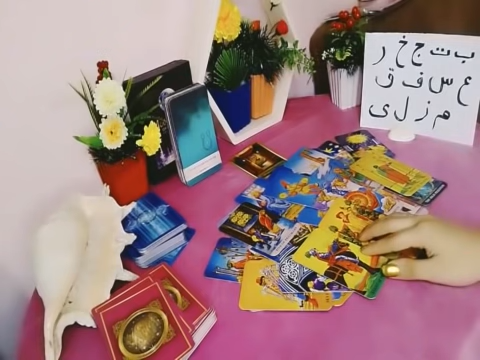 ب ت ج خ ر
ع س ف ق
م ز ل ی